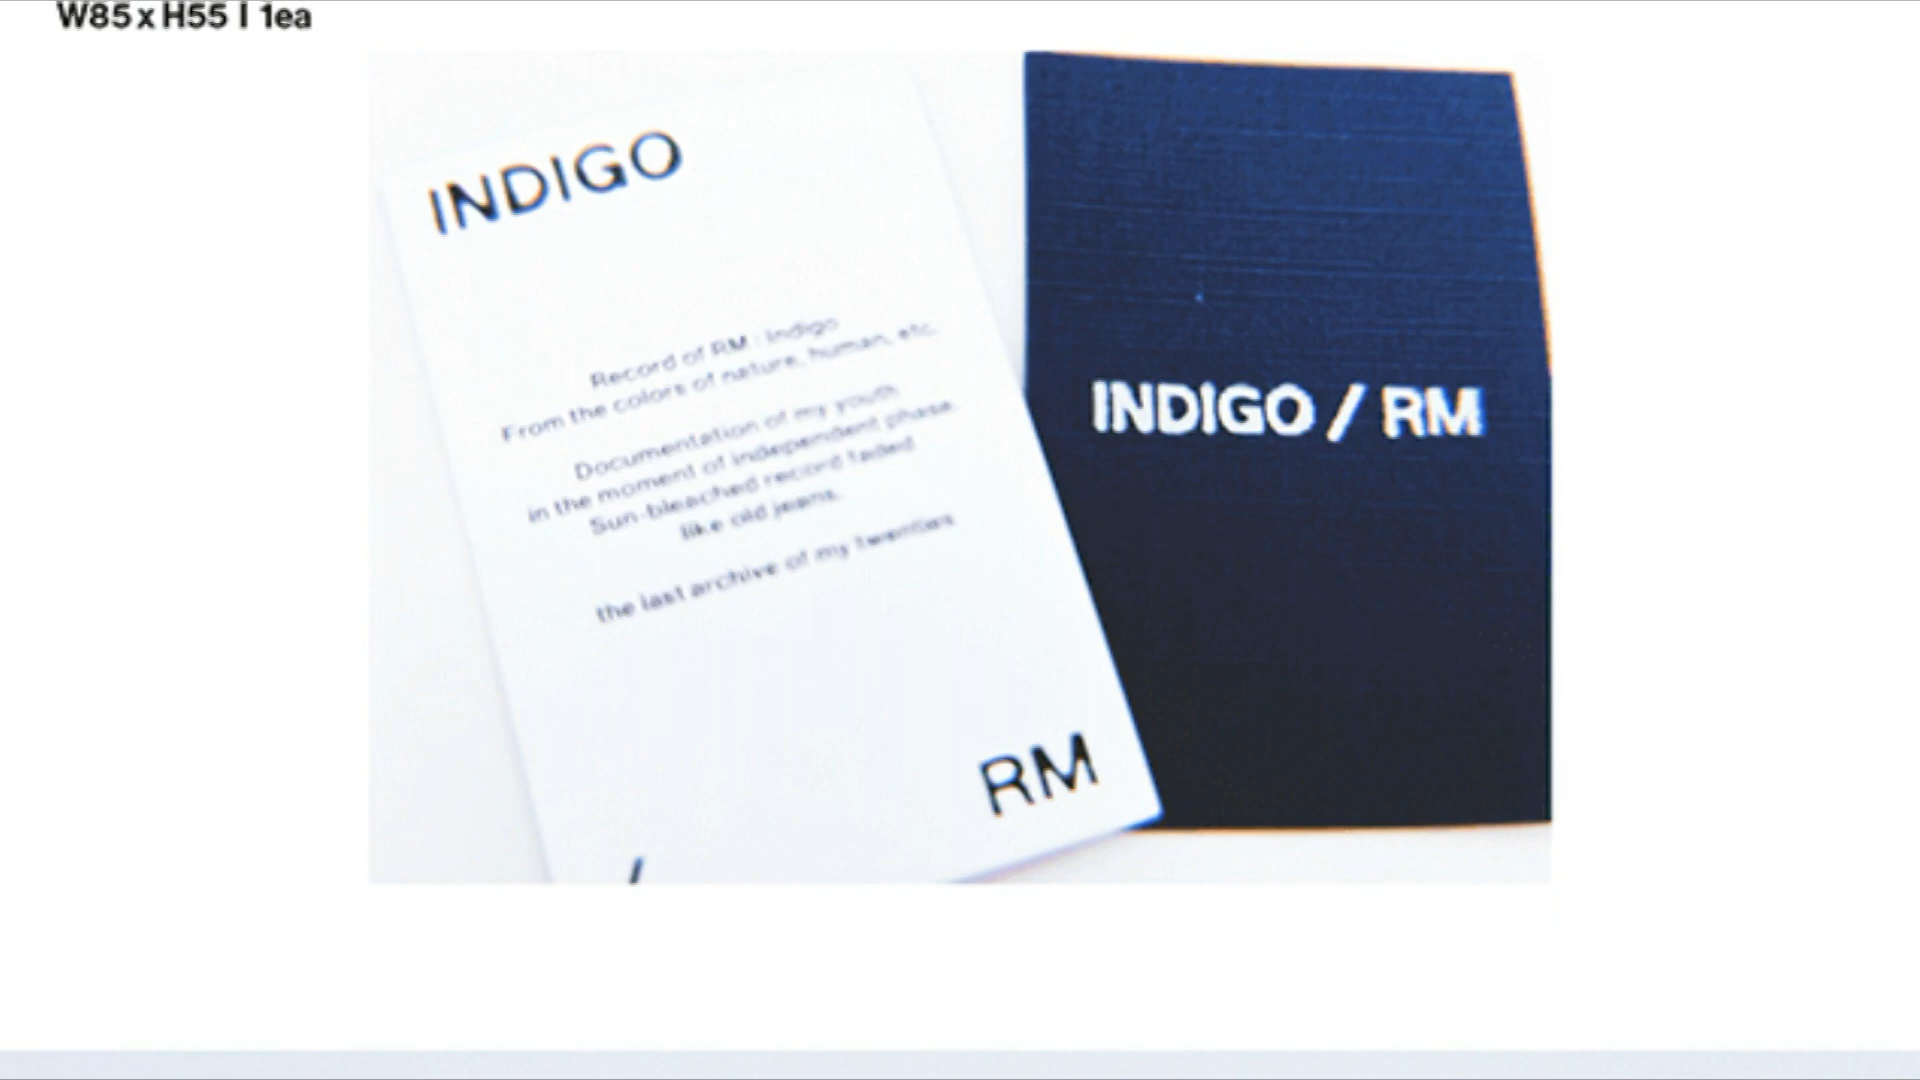 W85 x H55 I 1ea
INDIGO
Record of RM : Indigo
From the colors of nature, human, etc.
Documentation of my youth
in the moment of independent phase.
Sun-bleached record faded
like old jeans.
the last archive of my twenties
RM
/
INDIGO / RM